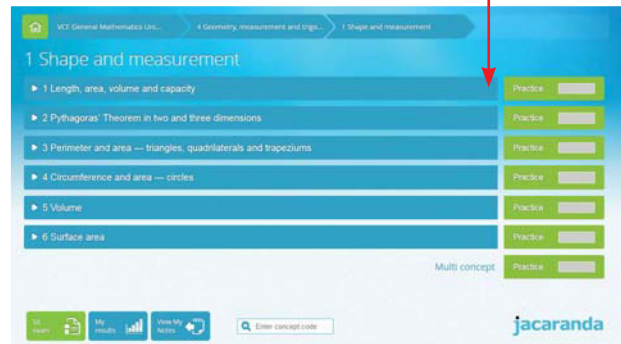 VCE General Mathematics Uni...
4 Geometry, measurement and trigo...
1 Shape and measurement
1 Shape and measurement
1 Length, area, volume and capacity
Practice
2 Pythagoras' Theorem in two and three dimensions
Practice
3 Perimeter and area — triangles, quadrilaterals and trapeziums
Practice
4 Circumference and area — circles
Practice
5 Volume
Practice
6 Surface area
Practice
Multi concept
Practice
Sit exam
My results
View My Notes
Enter concept code
jacaranda